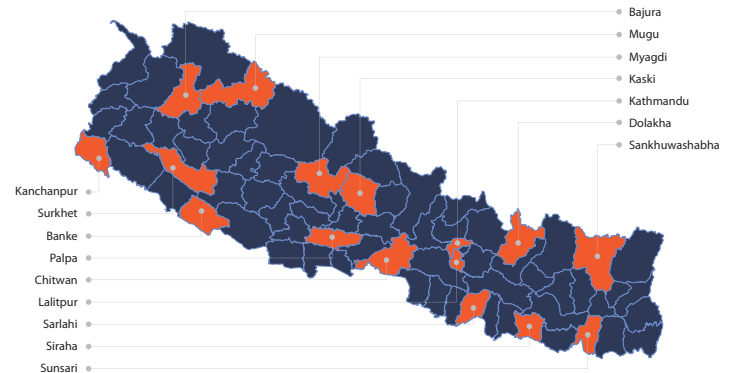 Bajura
Mugu
Myagdi
Kaski
Kathmandu
Dolakha
Sankhuwashabha
Kanchanpur
Surkhet
Banke
Palpa
Chitwan
Lalitpur
Sarlahi
Siraha
Sunsari